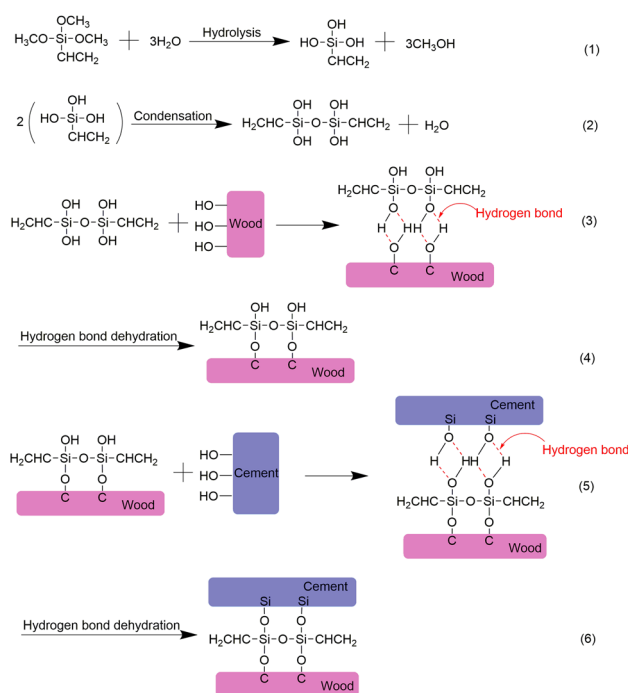 OCH₃
H₃CO-Si-OCH₃ + 3H₂O Hydrolysis HO-Si-OH + 3CH₃OH (1)
CHCH₂ OH CHCH₂
2 ( HO-Si-OH ) Condensation H₂CHC-Si-O-Si-CHCH₂ + H₂O (2)
OH CHCH₂ OH OH OH OH
H₂CHC-Si-O-Si-CHCH₂ + HO HO HO Wood (3)
OH OH OH OH
OH OH
H₂CHC-Si-O-Si-CHCH₂
O O Hydrogen bond
H HH H
O O
C C
Wood
Hydrogen bond dehydration (4)
OH OH
H₂CHC-Si-O-Si-CHCH₂
O O
C C
Wood
OH OH
H₂CHC-Si-O-Si-CHCH₂ + HO HO HO Cement (5)
O O
C C
Wood
Cement
Si Si
O O Hydrogen bond
H HH H
O O
H₂CHC-Si-O-Si-CHCH₂
O O
C C
Wood
Hydrogen bond dehydration (6)
Cement
Si Si
O O
H₂CHC-Si-O-Si-CHCH₂
O O
C C
Wood